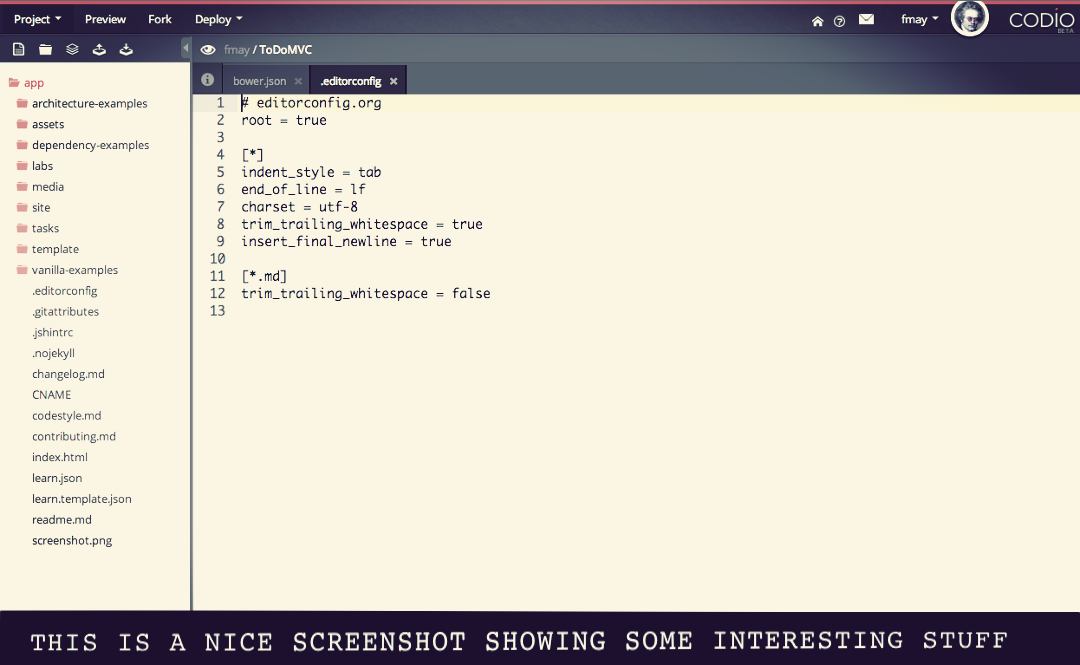 Project Preview Fork Deploy fmay CODIO
BETA
fmay / ToDoMVC
bower.json .editorconfig
app
architecture-examples
assets
dependency-examples
labs
media
site
tasks
template
vanilla-examples
.editorconfig
.gitattributes
.jshintrc
.nojekyll
changelog.md
CNAME
codestyle.md
contributing.md
index.html
learn.json
learn.template.json
readme.md
screenshot.png
1 # editorconfig.org
2 root = true
3
4 [*]
5 indent_style = tab
6 end_of_line = lf
7 charset = utf-8
8 trim_trailing_whitespace = true
9 insert_final_newline = true
10
11 [*.md]
12 trim_trailing_whitespace = false
13
THIS IS A NICE SCREENSHOT SHOWING SOME INTERESTING STUFF